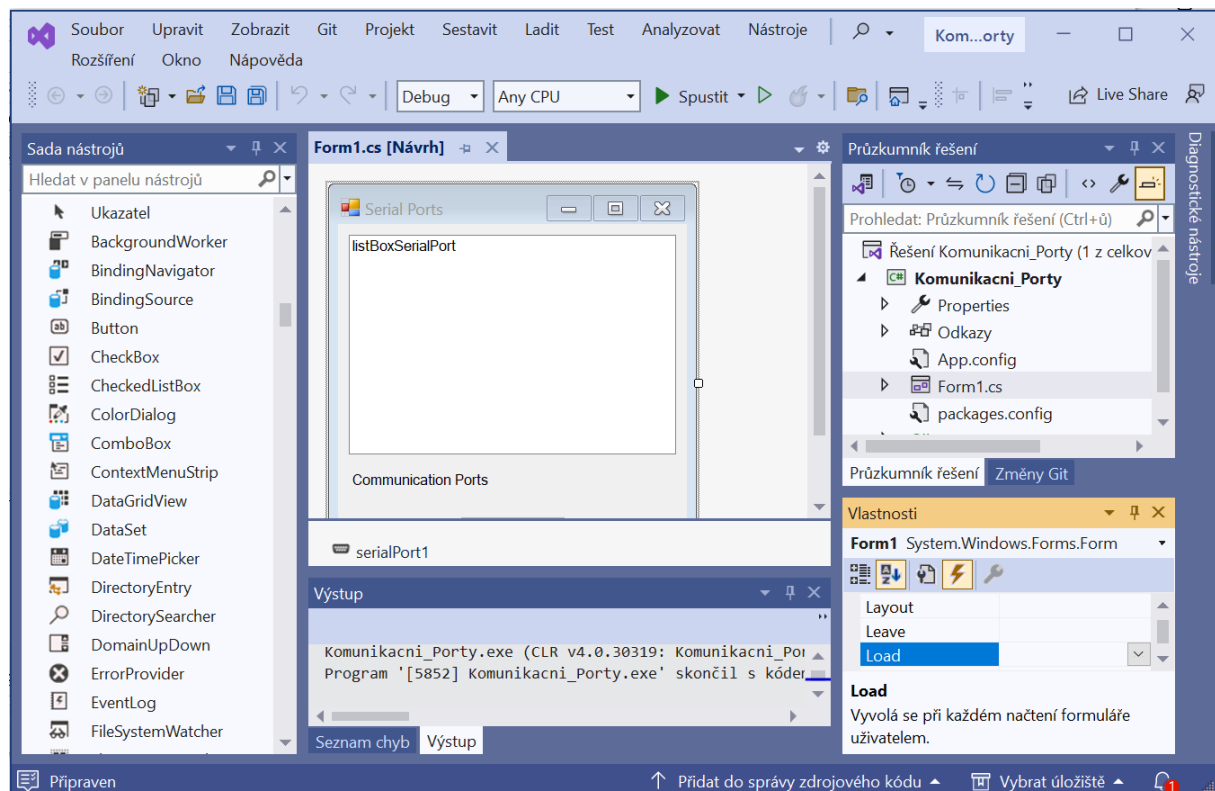 Soubor Upravit Zobrazit Git Projekt Sestavit Ladit Test Analyzovat Nástroje Kom...orty
Rozšíření Okno Nápověda
Debug Any CPU Spustit Live Share
Sada nástrojů
Hledat v panelu nástrojů
Ukazatel
BackgroundWorker
BindingNavigator
BindingSource
Button
CheckBox
CheckedListBox
ColorDialog
ComboBox
ContextMenuStrip
DataGridView
DataSet
DateTimePicker
DirectoryEntry
DirectorySearcher
DomainUpDown
ErrorProvider
EventLog
FileSystemWatcher
Form1.cs [Návrh]
Serial Ports
listBoxSerialPort
Communication Ports
serialPort1
Výstup
Komunikacni_Porty.exe (CLR v4.0.30319: Komunikacni_Por
Program '[5852] Komunikacni_Porty.exe' skončil s kóde
Seznam chyb Výstup
Průzkumník řešení
Prohledat: Průzkumník řešení (Ctrl+ů)
Řešení Komunikacni_Porty (1 z celkov
Komunikacni_Porty
Properties
Odkazy
App.config
Form1.cs
packages.config
Průzkumník řešení Změny Git
Vlastnosti
Form1 System.Windows.Forms.Form
Layout
Leave
Load
Load
Vyvolá se při každém načtení formuláře
uživatelem.
Diagnostické nástroje
Připraven Přidat do správy zdrojového kódu Vybrat úložiště 1